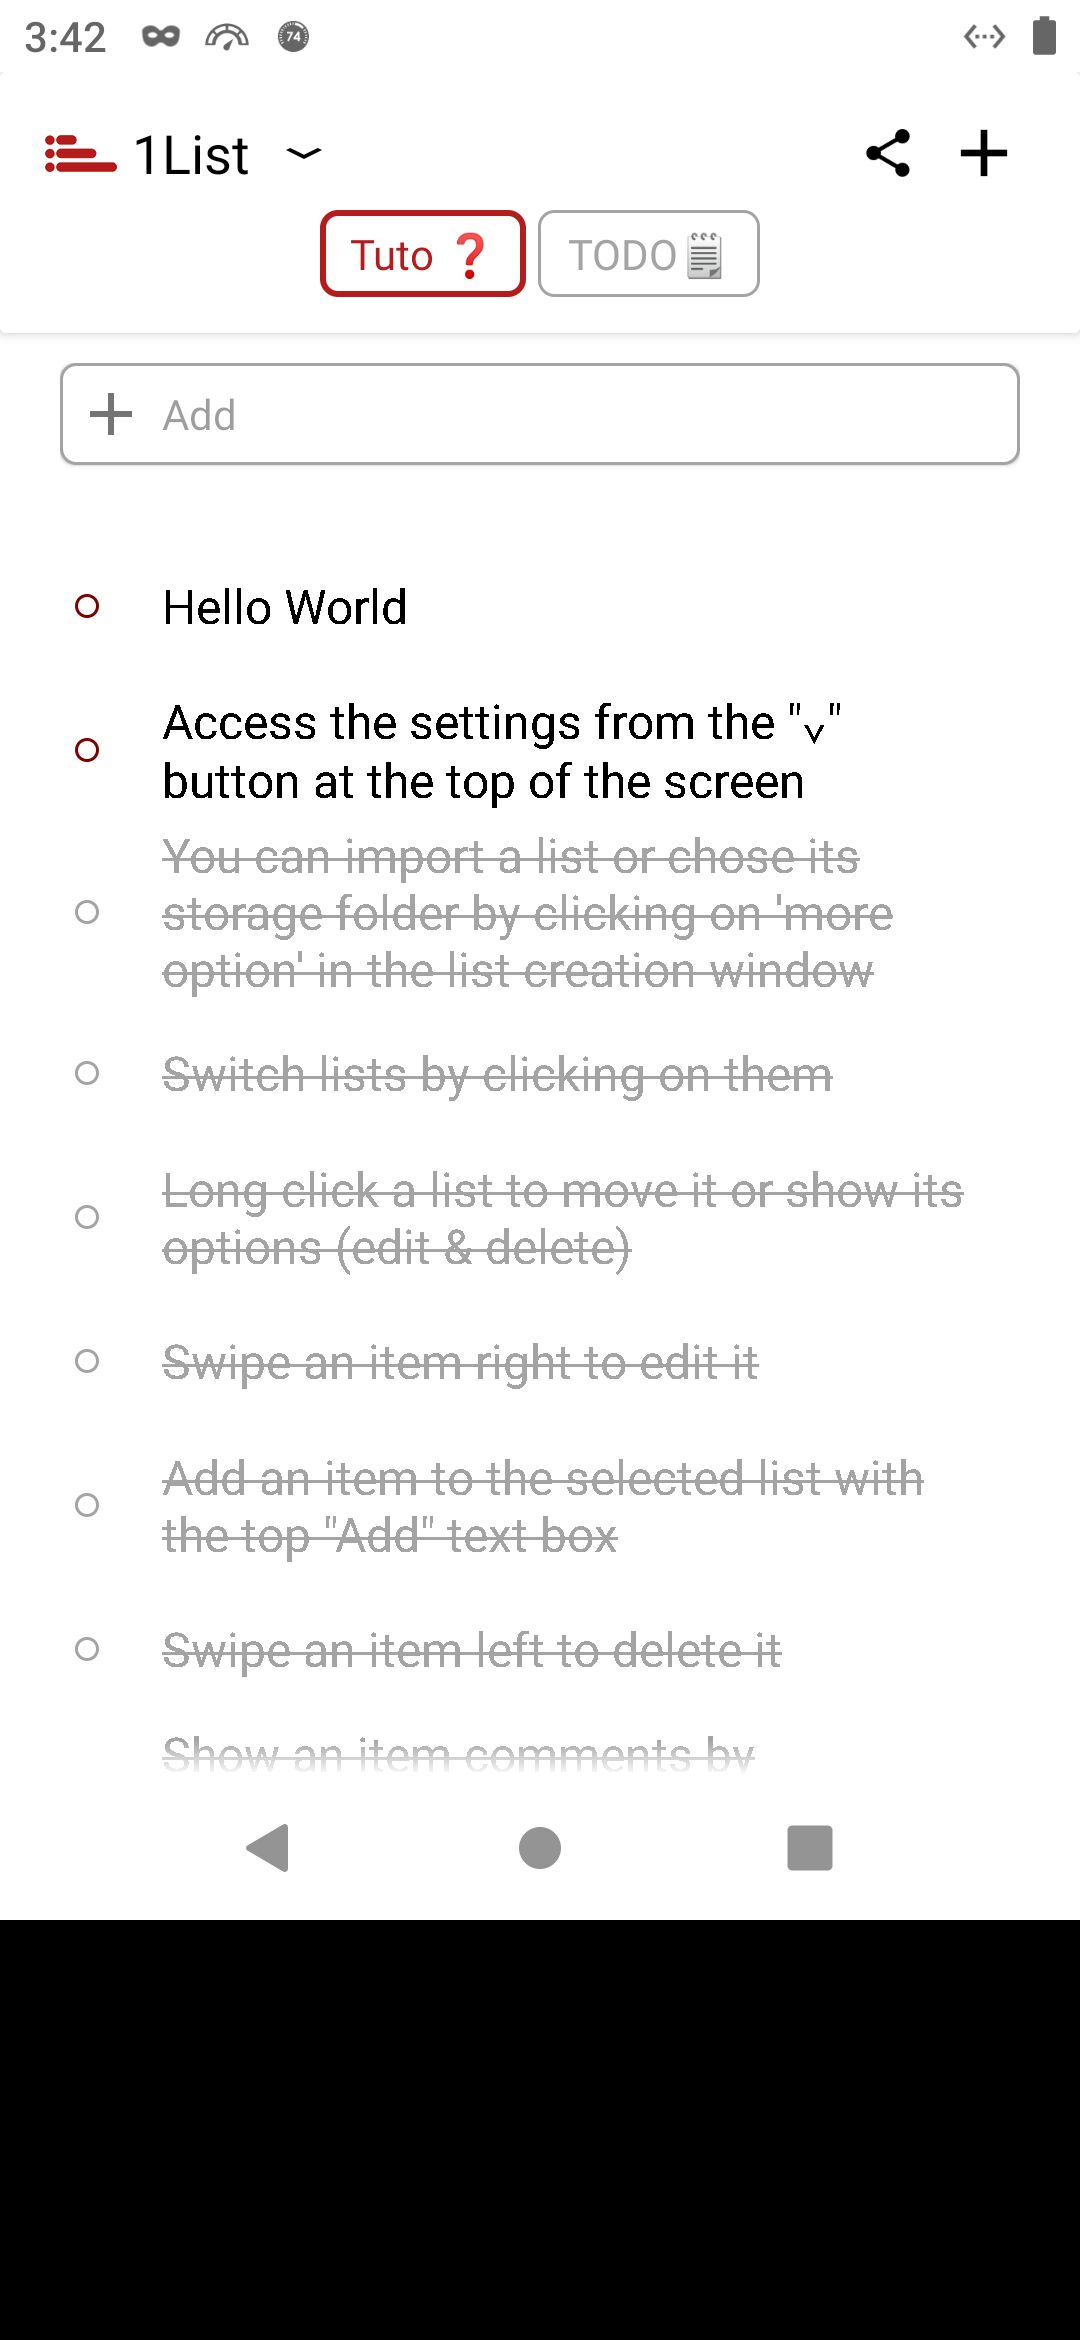 3:42
74
1List
Tuto ❓
TODO🗒
Add
Hello World
Access the settings from the "v"
button at the top of the screen
You can import a list or chose its
storage folder by clicking on 'more
option' in the list creation window
Switch lists by clicking on them
Long click a list to move it or show its
options (edit & delete)
Swipe an item right to edit it
Add an item to the selected list with
the top "Add" text box
Swipe an item left to delete it
Show an item comments by